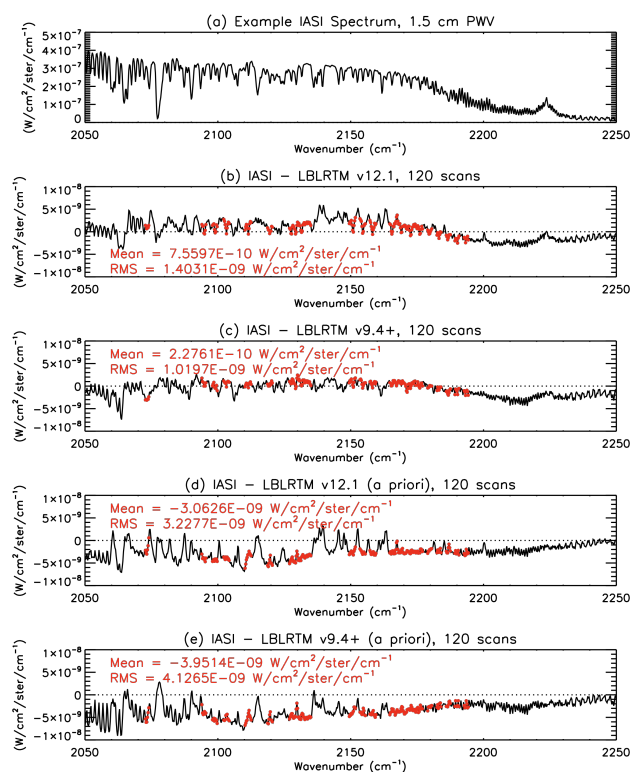 (a) Example IASI Spectrum, 1.5 cm PWV
(W/cm²/ster/cm⁻¹)
5×10⁻⁷
4×10⁻⁷
3×10⁻⁷
2×10⁻⁷
1×10⁻⁷
0
2050 2100 2150 2200 2250
Wavenumber (cm⁻¹)
(b) IASI − LBLRTM v12.1, 120 scans
(W/cm²/ster/cm⁻¹)
1×10⁻⁸
5×10⁻⁹
0
−5×10⁻⁹
−1×10⁻⁸
Mean = 7.5597E−10 W/cm²/ster/cm⁻¹
RMS = 1.4031E−09 W/cm²/ster/cm⁻¹
2050 2100 2150 2200 2250
Wavenumber (cm⁻¹)
(c) IASI − LBLRTM v9.4+, 120 scans
(W/cm²/ster/cm⁻¹)
1×10⁻⁸
5×10⁻⁹
0
−5×10⁻⁹
−1×10⁻⁸
Mean = 2.2761E−10 W/cm²/ster/cm⁻¹
RMS = 1.0197E−09 W/cm²/ster/cm⁻¹
2050 2100 2150 2200 2250
Wavenumber (cm⁻¹)
(d) IASI − LBLRTM v12.1 (a priori), 120 scans
(W/cm²/ster/cm⁻¹)
1×10⁻⁸
5×10⁻⁹
0
−5×10⁻⁹
−1×10⁻⁸
Mean = −3.0626E−09 W/cm²/ster/cm⁻¹
RMS = 3.2277E−09 W/cm²/ster/cm⁻¹
2050 2100 2150 2200 2250
Wavenumber (cm⁻¹)
(e) IASI − LBLRTM v9.4+ (a priori), 120 scans
(W/cm²/ster/cm⁻¹)
1×10⁻⁸
5×10⁻⁹
0
−5×10⁻⁹
−1×10⁻⁸
Mean = −3.9514E−09 W/cm²/ster/cm⁻¹
RMS = 4.1265E−09 W/cm²/ster/cm⁻¹
2050 2100 2150 2200 2250
Wavenumber (cm⁻¹)